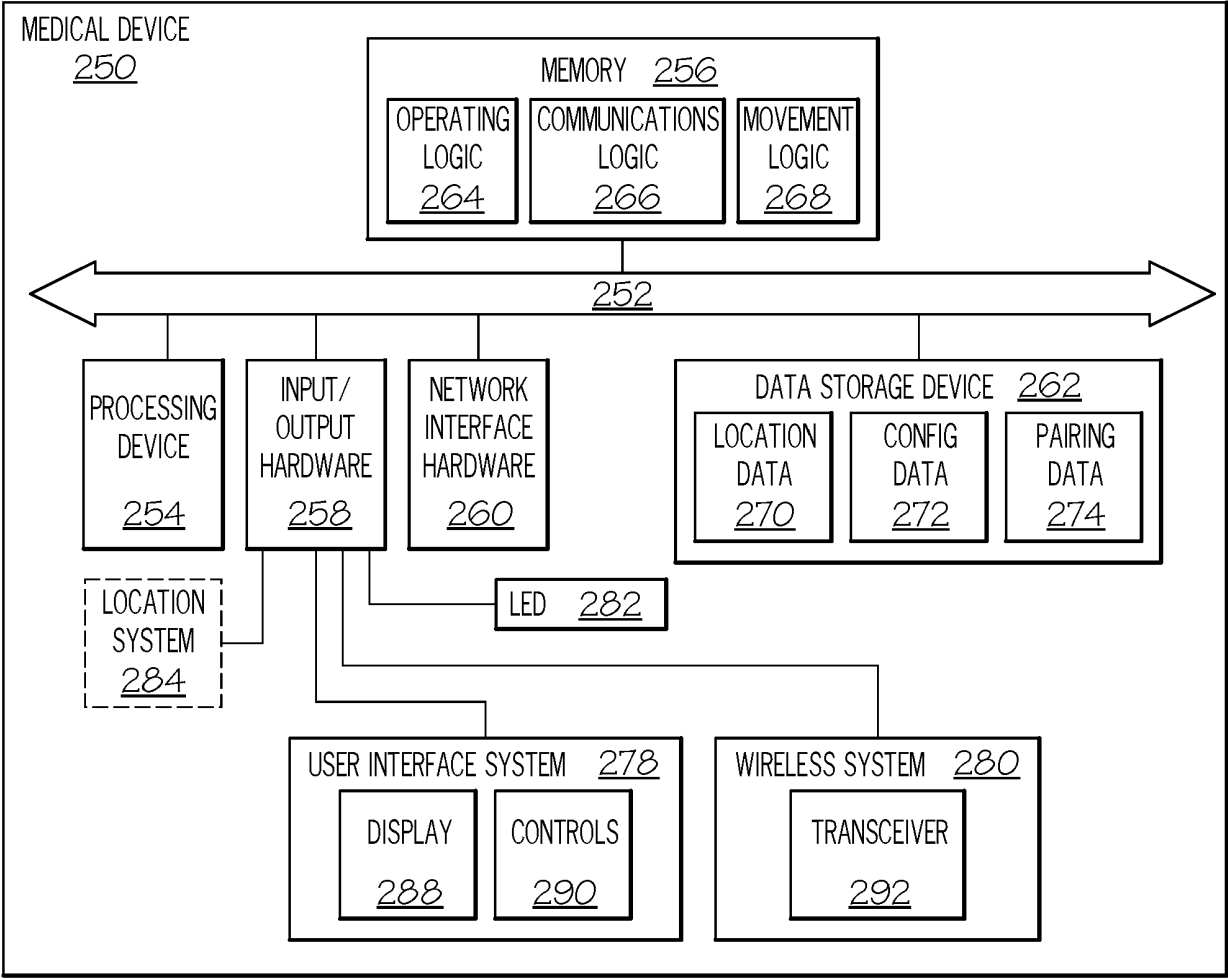 MEDICAL DEVICE
250
MEMORY 256
OPERATING
LOGIC
264
COMMUNICATIONS
LOGIC
266
MOVEMENT
LOGIC
268
252
PROCESSING
DEVICE
254
INPUT/
OUTPUT
HARDWARE
258
NETWORK
INTERFACE
HARDWARE
260
DATA STORAGE DEVICE 262
LOCATION
DATA
270
CONFIG
DATA
272
PAIRING
DATA
274
LOCATION
SYSTEM
284
LED 282
USER INTERFACE SYSTEM 278
DISPLAY
288
CONTROLS
290
WIRELESS SYSTEM 280
TRANSCEIVER
292